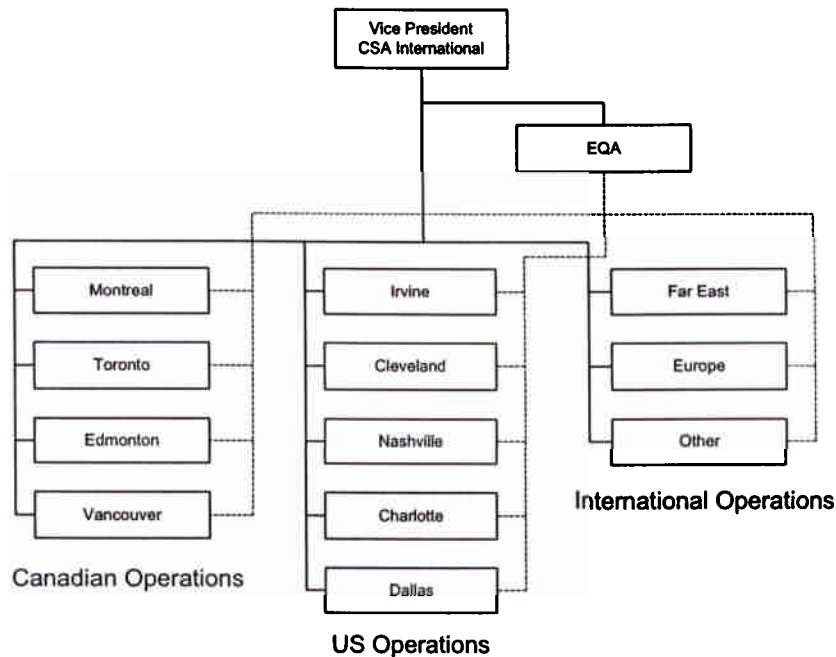 Vice President
CSA International
EQA
Montreal
Toronto
Edmonton
Vancouver
Canadian Operations
Irvine
Cleveland
Nashville
Charlotte
Dallas
US Operations
Far East
Europe
Other
International Operations